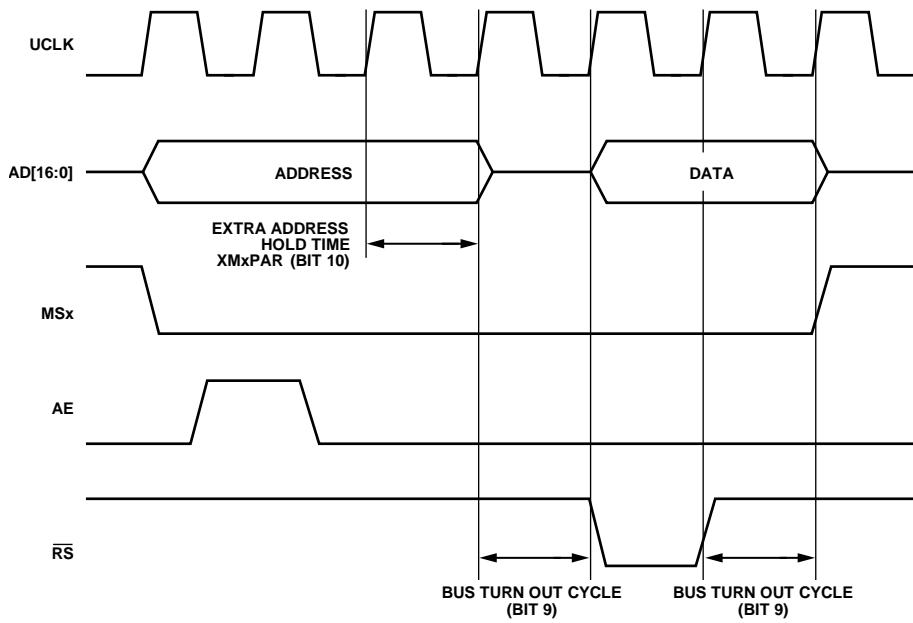 UCLK
AD[16:0]
ADDRESS
DATA
EXTRA ADDRESS
HOLD TIME
XMxPAR (BIT 10)
MSx
AE
RS
BUS TURN OUT CYCLE
(BIT 9)
BUS TURN OUT CYCLE
(BIT 9)